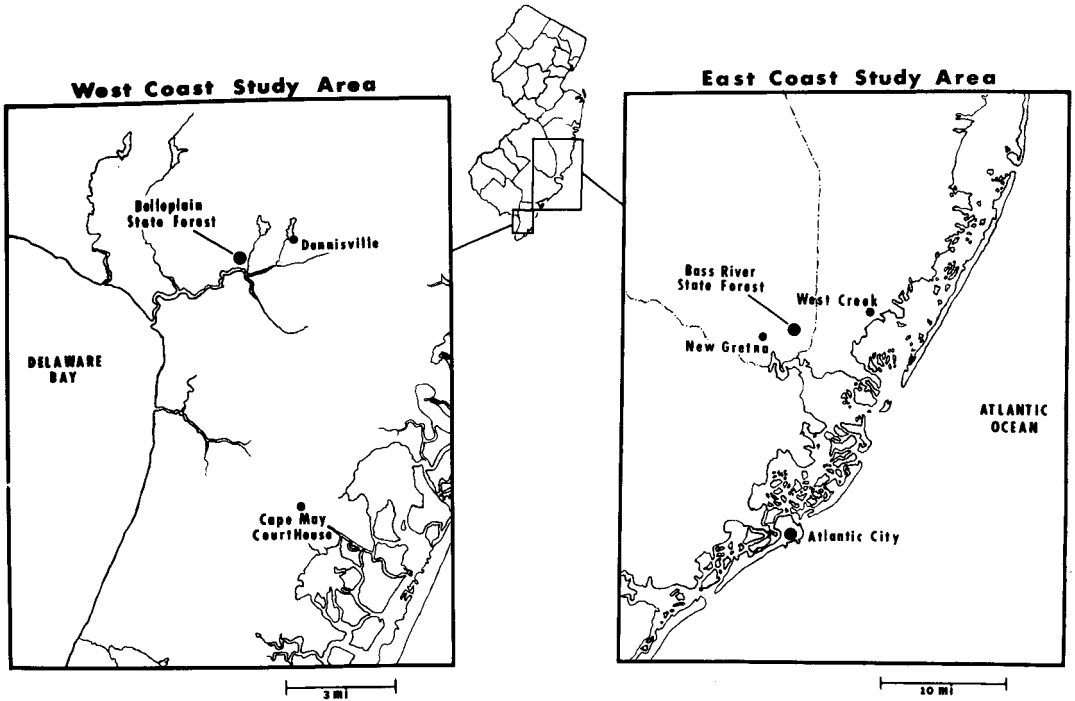 West Coast Study Area
East Coast Study Area
Belleplain
State Forest
Dennisville
DELAWARE
BAY
Cape May
CourtHouse
3 mi
Bass River
State Forest
West Creek
New Gretna
ATLANTIC
OCEAN
Atlantic City
10 mi